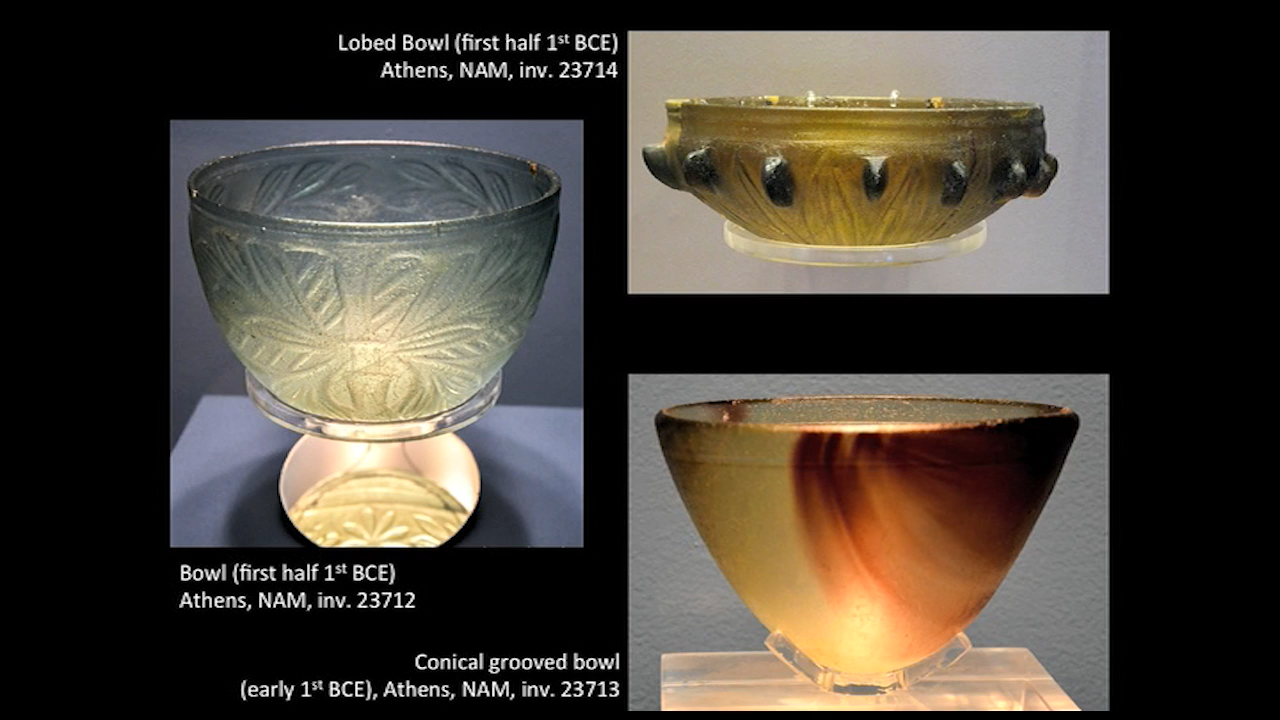 Lobed Bowl (first half 1st BCE)
Athens, NAM, inv. 23714
Bowl (first half 1st BCE)
Athens, NAM, inv. 23712
Conical grooved bowl
(early 1st BCE), Athens, NAM, inv. 23713